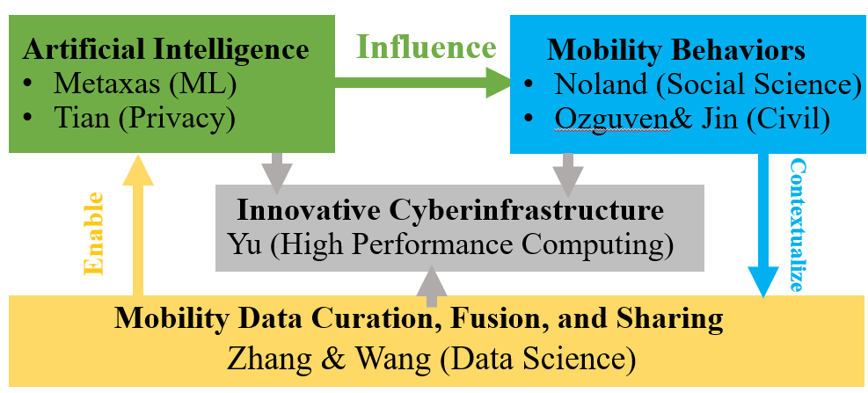 Artificial Intelligence
• Metaxas (ML)
• Tian (Privacy)
Influence
Mobility Behaviors
• Noland (Social Science)
• Ozguven& Jin (Civil)
Enable
Contextualize
Innovative Cyberinfrastructure
Yu (High Performance Computing)
Mobility Data Curation, Fusion, and Sharing
Zhang & Wang (Data Science)